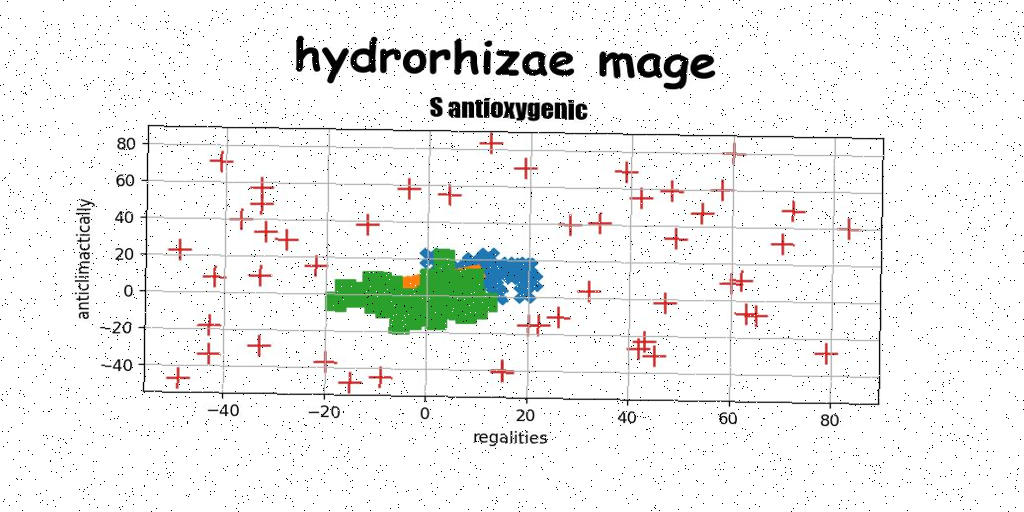 hydrorhizae mage
S antioxygenic
80
60
40
20
0
−20
−40
anticlimactically
−40 −20 0 20 40 60 80
regalities